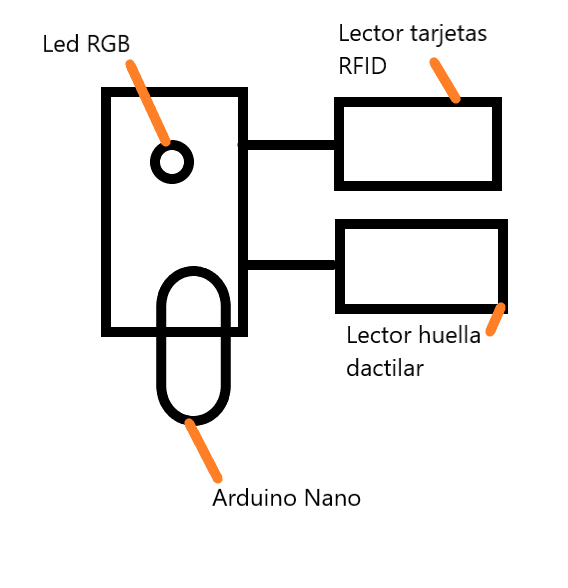 Led RGB
Lector tarjetas
RFID
Lector huella
dactilar
Arduino Nano